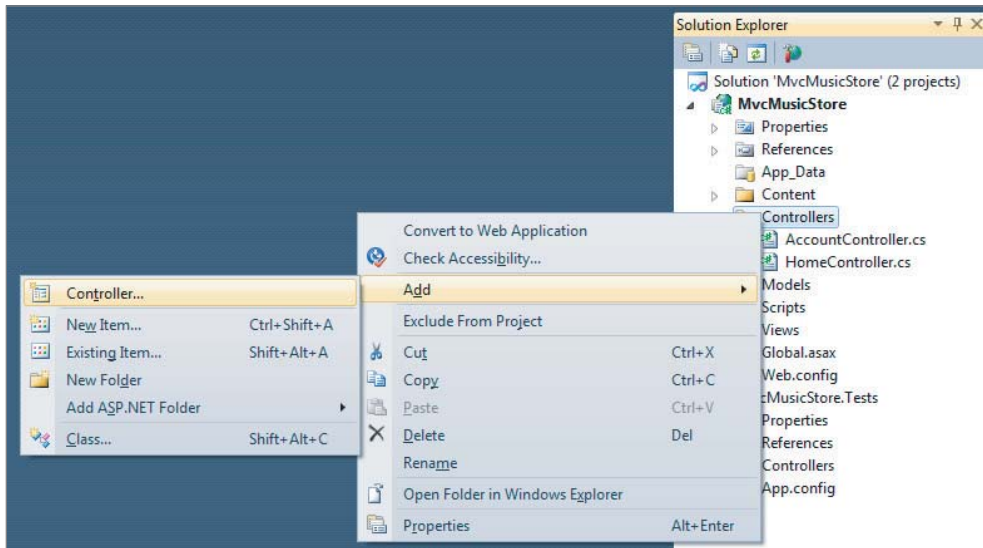 Solution Explorer
Solution 'MvcMusicStore' (2 projects)
MvcMusicStore
Properties
References
App_Data
Content
Controllers
AccountController.cs
HomeController.cs
Models
Scripts
Views
Global.asax
Web.config
cMusicStore.Tests
Properties
References
Controllers
App.config
Convert to Web Application
Check Accessibility...
Add
Exclude From Project
Cut Ctrl+X
Copy Ctrl+C
Paste Ctrl+V
Delete Del
Rename
Open Folder in Windows Explorer
Properties Alt+Enter
Controller...
New Item... Ctrl+Shift+A
Existing Item... Shift+Alt+A
New Folder
Add ASP.NET Folder
Class... Shift+Alt+C